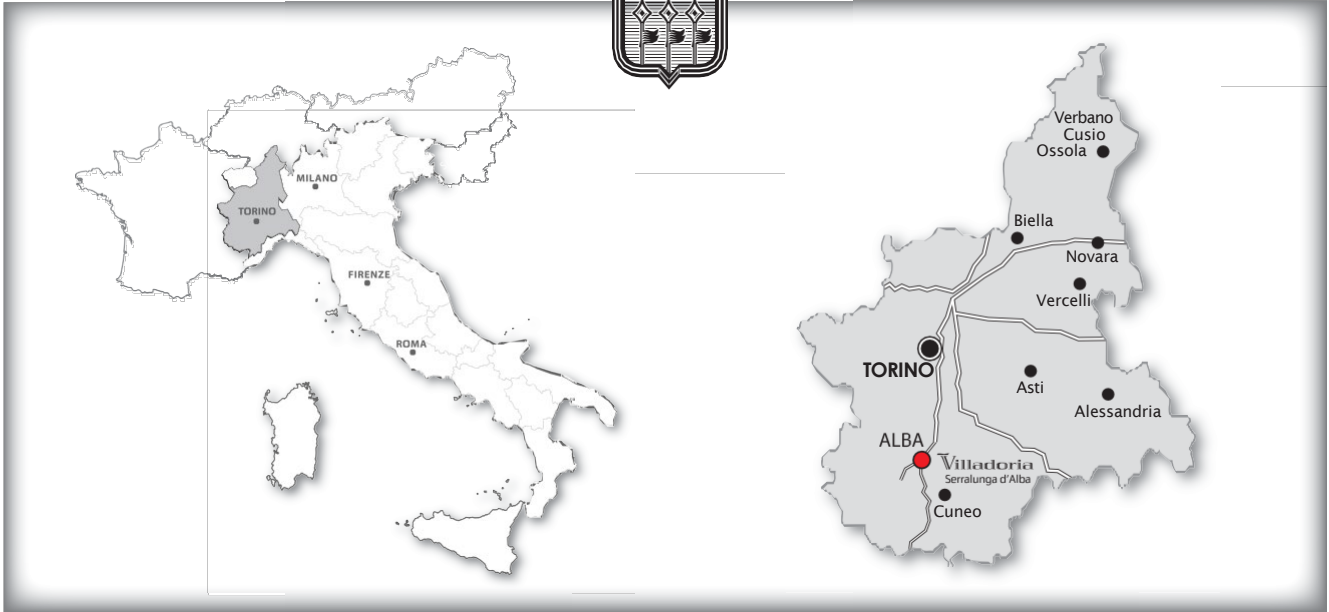 MILANO
TORINO
FIRENZE
ROMA
Verbano
Cusio
Ossola
Biella
Novara
Vercelli
TORINO
Asti
Alessandria
ALBA
Villadoria
Serralunga d'Alba
Cuneo